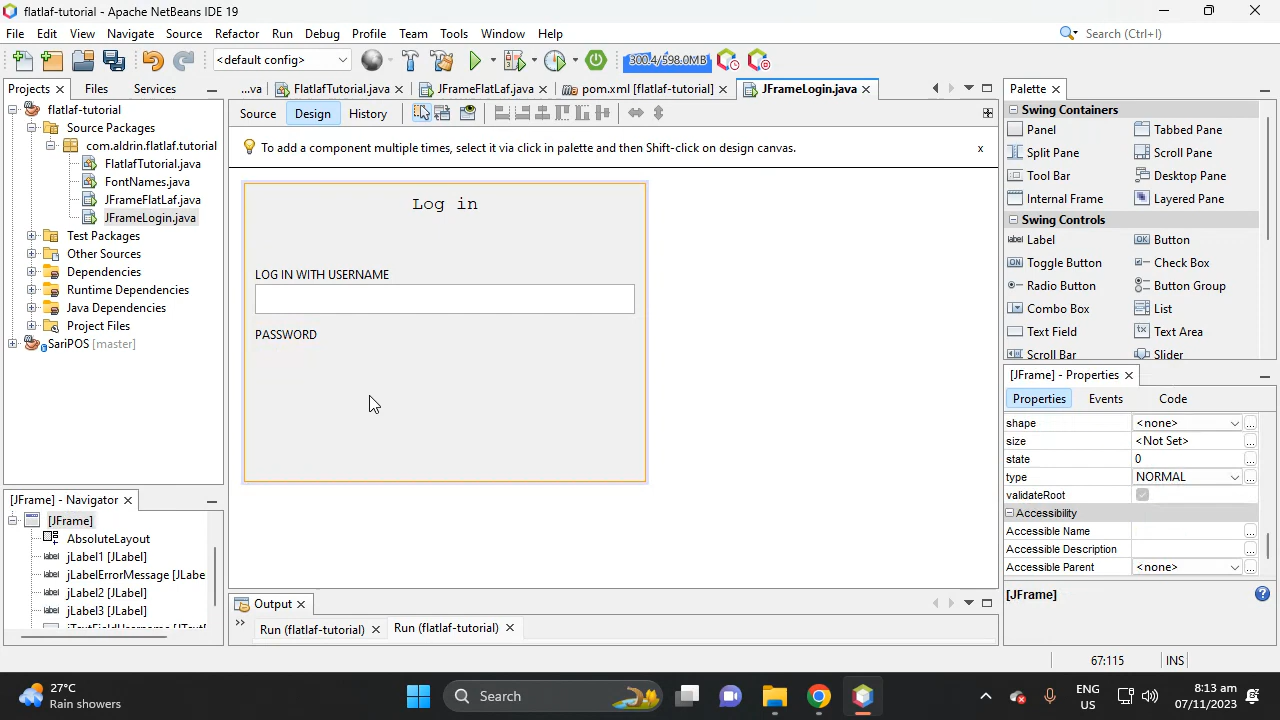 flatlaf-tutorial - Apache NetBeans IDE 19
File Edit View Navigate Source Refactor Run Debug Profile Team Tools Window Help Search (Ctrl+I)
<default config> 300.4/598.0MB
Projects Files Services
...va FlatlafTutorial.java JFrameFlatLaf.java pom.xml [flatlaf-tutorial] JFrameLogin.java
Palette
flatlaf-tutorial
Source Packages
com.aldrin.flatlaf.tutorial
FlatlafTutorial.java
FontNames.java
JFrameFlatLaf.java
JFrameLogin.java
Test Packages
Other Sources
Dependencies
Runtime Dependencies
Java Dependencies
Project Files
SariPOS [master]
Source Design History
To add a component multiple times, select it via click in palette and then Shift-click on design canvas. x
Log in
LOG IN WITH USERNAME
PASSWORD
Swing Containers
Panel Tabbed Pane
Split Pane Scroll Pane
Tool Bar Desktop Pane
Internal Frame Layered Pane
Swing Controls
Label Button
Toggle Button Check Box
Radio Button Button Group
Combo Box List
Text Field Text Area
Scroll Bar Slider
[JFrame] - Properties
Properties Events Code
shape <none>
size <Not Set>
state 0
type NORMAL
validateRoot
Accessibility
Accessible Name
Accessible Description
Accessible Parent <none>
[JFrame]
[JFrame] - Navigator
[JFrame]
AbsoluteLayout
jLabel1 [JLabel]
jLabelErrorMessage [JLabe
jLabel2 [JLabel]
jLabel3 [JLabel]
jTextFieldUsername [JTextF
Output
Run (flatlaf-tutorial) Run (flatlaf-tutorial)
67:115 INS
27°C
Rain showers
Search
ENG
US
8:13 am
07/11/2023